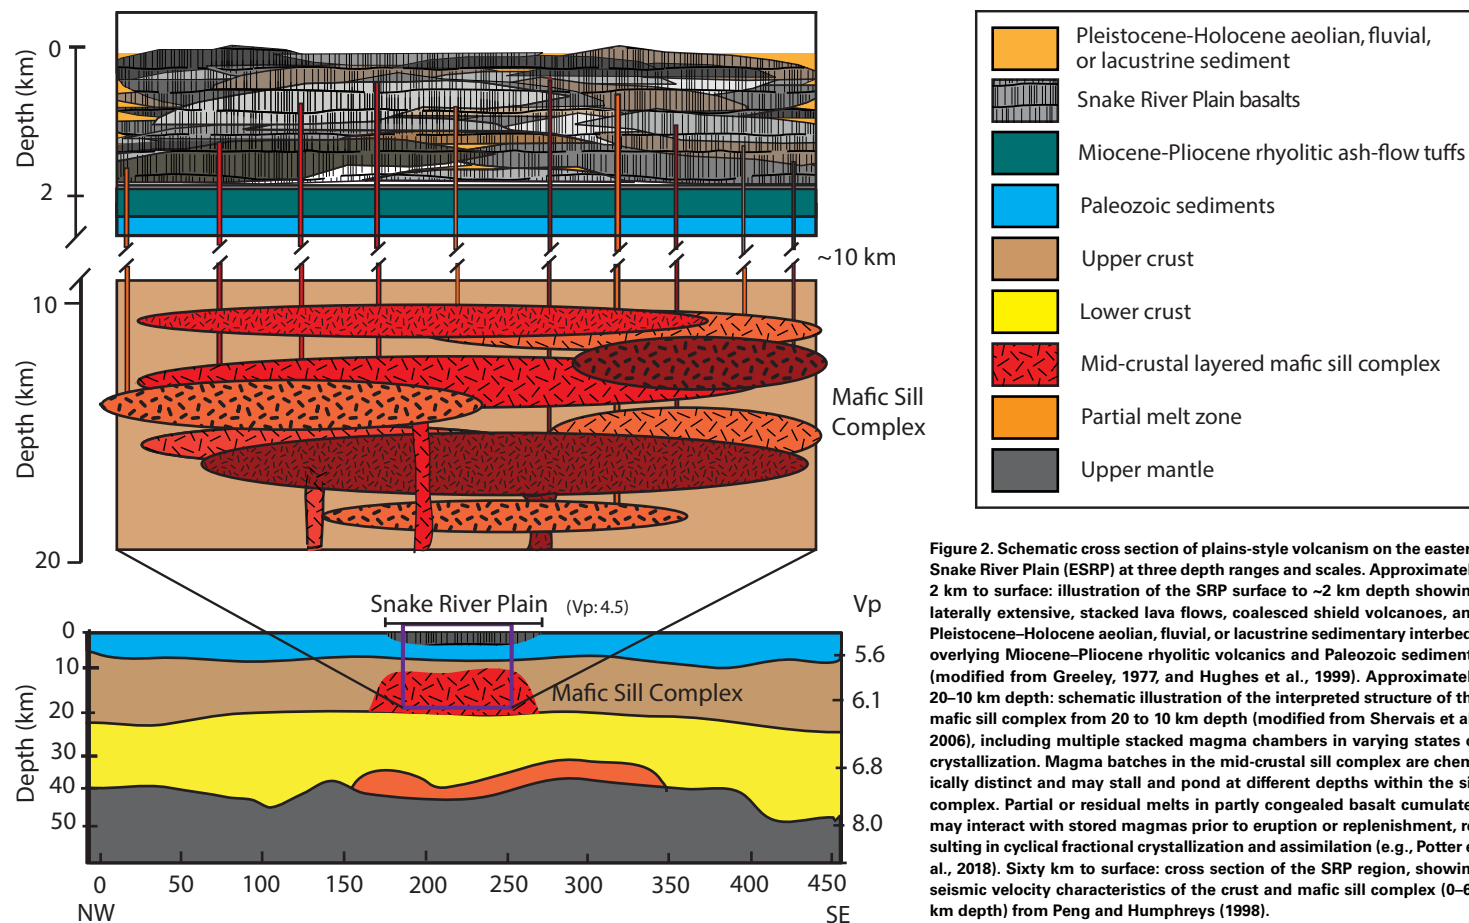 0
Depth (km)
2
~10 km
10
Depth (km)
20
Mafic Sill
Complex
Snake River Plain (Vp: 4.5)
Vp
0
10
20
30
40
50
Depth (km)
5.6
6.1
6.8
8.0
Mafic Sill Complex
0 50 100 150 200 250 300 350 400 450
NW SE
Pleistocene-Holocene aeolian, fluvial,
or lacustrine sediment
Snake River Plain basalts
Miocene-Pliocene rhyolitic ash-flow tuffs
Paleozoic sediments
Upper crust
Lower crust
Mid-crustal layered mafic sill complex
Partial melt zone
Upper mantle
Figure 2. Schematic cross section of plains-style volcanism on the easter
Snake River Plain (ESRP) at three depth ranges and scales. Approximatel
2 km to surface: illustration of the SRP surface to ~2 km depth showin
laterally extensive, stacked lava flows, coalesced shield volcanoes, an
Pleistocene–Holocene aeolian, fluvial, or lacustrine sedimentary interbed
overlying Miocene–Pliocene rhyolitic volcanics and Paleozoic sediment
(modified from Greeley, 1977, and Hughes et al., 1999). Approximatel
20–10 km depth: schematic illustration of the interpreted structure of th
mafic sill complex from 20 to 10 km depth (modified from Shervais et al
2006), including multiple stacked magma chambers in varying states o
crystallization. Magma batches in the mid-crustal sill complex are chem
ically distinct and may stall and pond at different depths within the si
complex. Partial or residual melts in partly congealed basalt cumulate
may interact with stored magmas prior to eruption or replenishment, re
sulting in cyclical fractional crystallization and assimilation (e.g., Potter e
al., 2018). Sixty km to surface: cross section of the SRP region, showin
seismic velocity characteristics of the crust and mafic sill complex (0–6
km depth) from Peng and Humphreys (1998).